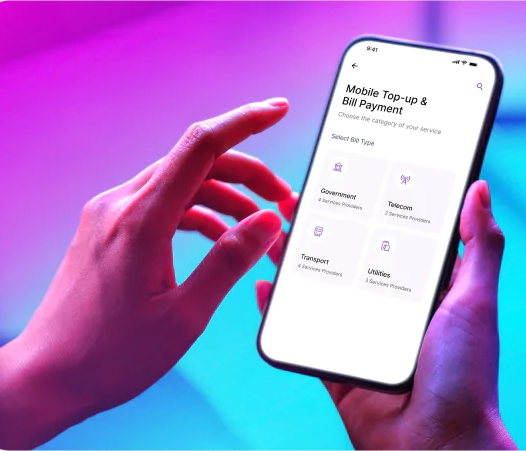 9:41
Mobile Top-up &
Bill Payment
Choose the category of your service
Select Bill Type
Government
4 Services Providers
Telecom
2 Services Providers
Transport
4 Services Providers
Utilities
3 Services Providers